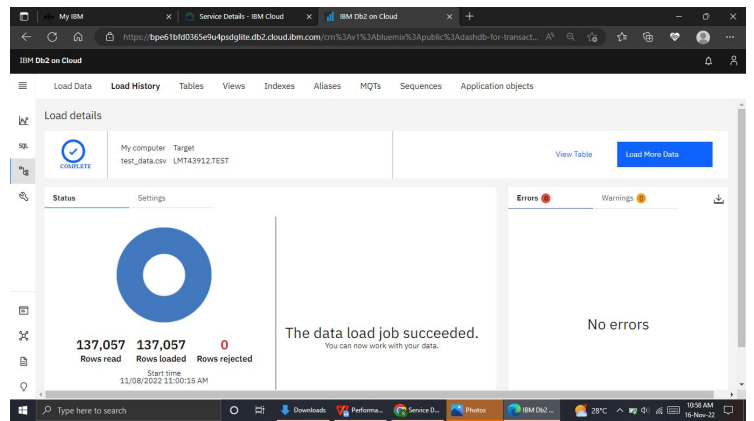 My IBM
Service Details - IBM Cloud
IBM Db2 on Cloud
https://bpe61bfd0365e9u4psdglite.db2.cloud.ibm.com/crn%3Av1%3Abluemix%3Apublic%3Adashdb-for-transact...
IBM Db2 on Cloud
Load Data Load History Tables Views Indexes Aliases MQTs Sequences Application objects
Load details
SQL
COMPLETE
My computer Target
test_data.csv LMT43912.TEST
View Table
Load More Data
Status Settings
Errors 0 Warnings 0
137,057 137,057 0
Rows read Rows loaded Rows rejected
Start time
11/08/2022 11:00:15 AM
The data load job succeeded.
You can now work with your data.
No errors
Type here to search
Downloads
Performa...
Service D...
Photos
IBM Db2 ...
28°C
10:58 AM
16-Nov-22